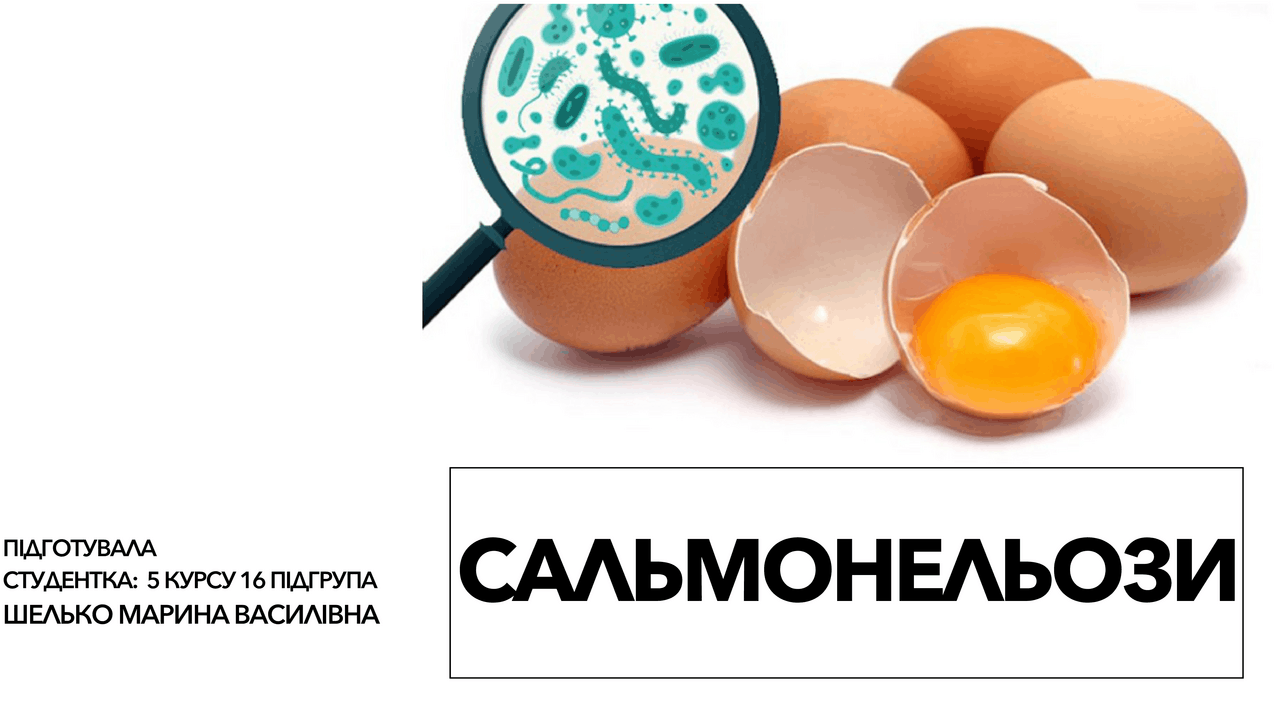 ПІДГОТУВАЛА
СТУДЕНТКА: 5 КУРСУ 16 ПІДГРУПА
ШЕЛЬКО МАРИНА ВАСИЛІВНА
САЛЬМОНЕЛЬОЗИ